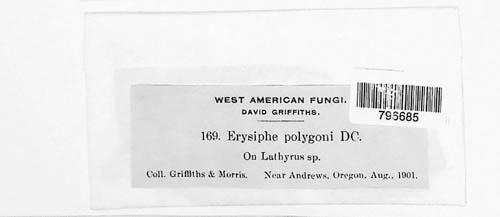 WEST AMERICAN FUNGI.
DAVID GRIFFITHS.
796685
169. Erysiphe polygoni DC.
On Lathyrus sp.
Coll. Griffiths & Morris. Near Andrews, Oregon, Aug., 1901.